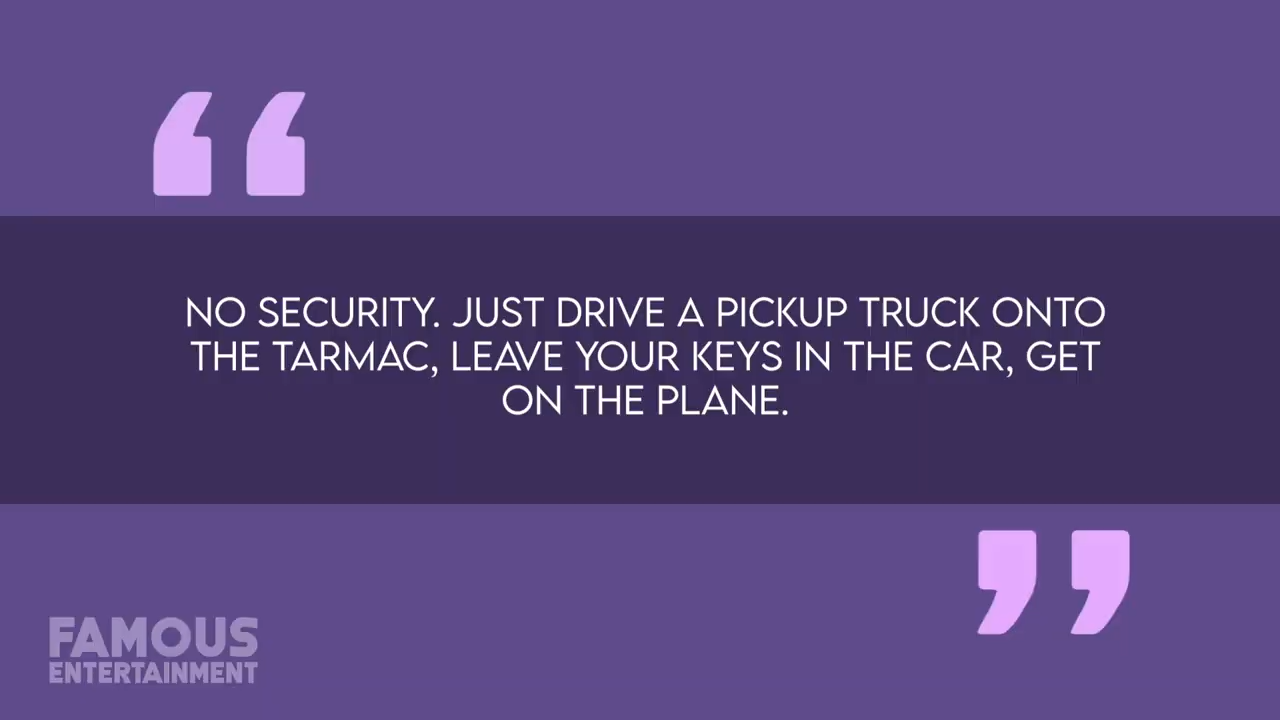 NO SECURITY. JUST DRIVE A PICKUP TRUCK ONTO
THE TARMAC, LEAVE YOUR KEYS IN THE CAR, GET
ON THE PLANE.
FAMOUS
ENTERTAINMENT